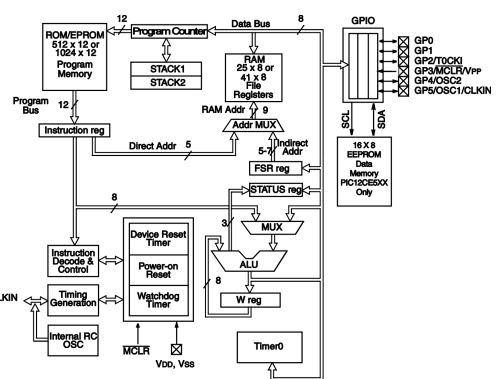 12
Data Bus
8
GPIO
ROM/EPROM
512 x 12 or
1024 x 12
Program
Memory
Program Counter
STACK1
STACK2
RAM
25 x 8 or
41 x 8
File
Registers
GP0
GP1
GP2/T0CKI
GP3/MCLR/VPP
GP4/OSC2
GP5/OSC1/CLKIN
Program
Bus
12
RAM Addr
9
SCL
SDA
Instruction reg
Addr MUX
Direct Addr
5
5-7
Indirect
Addr
FSR reg
16 X 8
EEPROM
Data
Memory
PIC12CE5XX
Only
STATUS reg
8
3
MUX
Device Reset
Timer
Instruction
Decode &
Control
Power-on
Reset
ALU
8
Timing
Generation
Watchdog
Timer
W reg
CLKIN
Internal RC
OSC
MCLR
VDD, VSS
Timer0